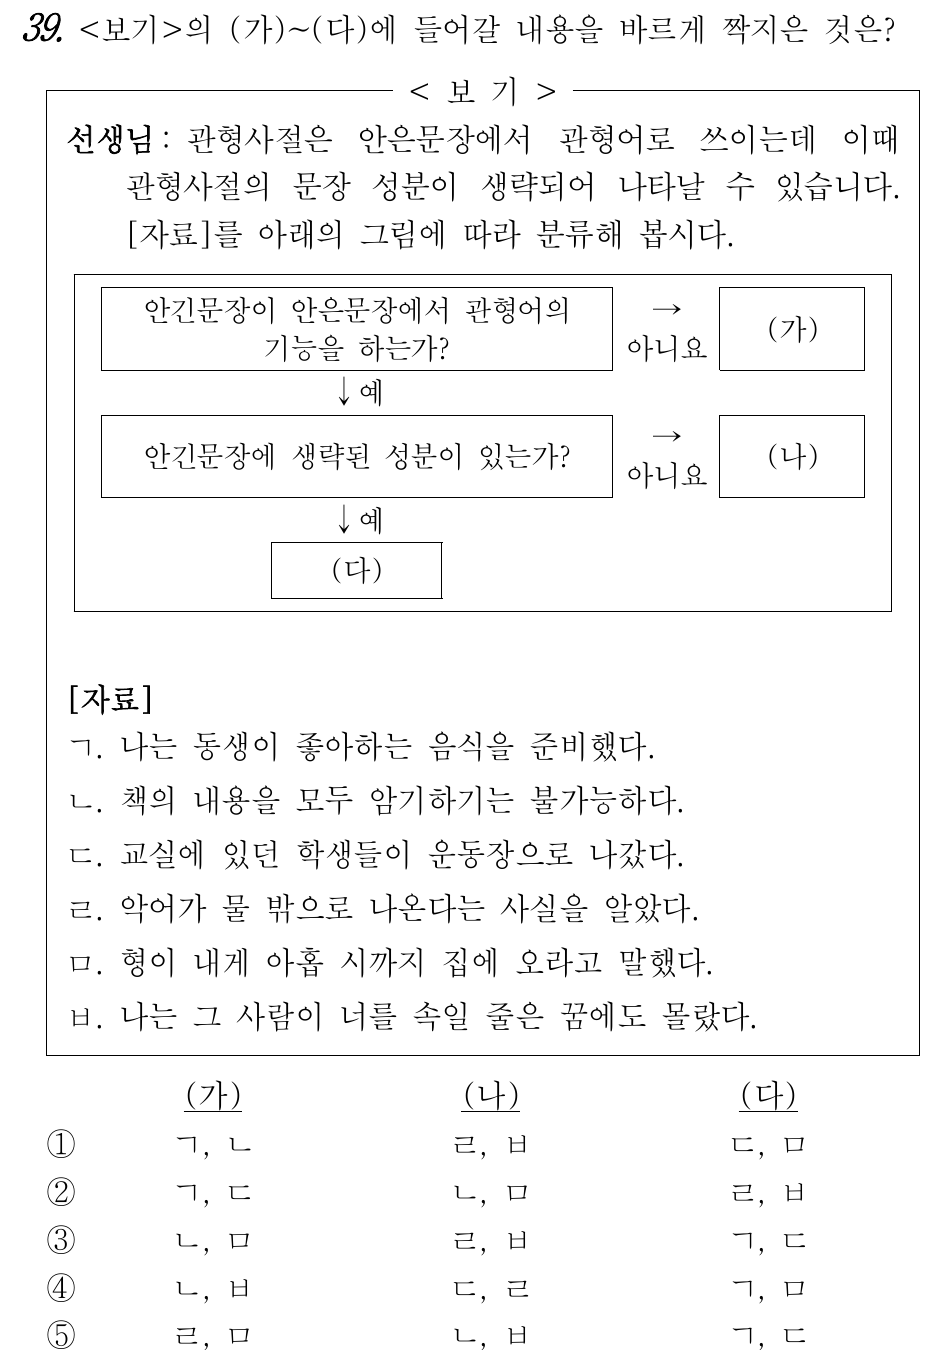 39. <보기>의 (가)~(다)에 들어갈 내용을 바르게 짝지은 것은?
< 보 기 >
선생님 : 관형사절은 안은문장에서 관형어로 쓰이는데 이때
관형사절의 문장 성분이 생략되어 나타날 수 있습니다.
[자료]를 아래의 그림에 따라 분류해 봅시다.
안긴문장이 안은문장에서 관형어의
기능을 하는가?
→
아니요
(가)
↓ 예
안긴문장에 생략된 성분이 있는가?
→
아니요
(나)
↓ 예
(다)
[자료]
ㄱ. 나는 동생이 좋아하는 음식을 준비했다.
ㄴ. 책의 내용을 모두 암기하기는 불가능하다.
ㄷ. 교실에 있던 학생들이 운동장으로 나갔다.
ㄹ. 악어가 물 밖으로 나온다는 사실을 알았다.
ㅁ. 형이 내게 아홉 시까지 집에 오라고 말했다.
ㅂ. 나는 그 사람이 너를 속일 줄은 꿈에도 몰랐다.
(가) (나) (다)
① ㄱ, ㄴ ㄹ, ㅂ ㄷ, ㅁ
② ㄱ, ㄷ ㄴ, ㅁ ㄹ, ㅂ
③ ㄴ, ㅁ ㄹ, ㅂ ㄱ, ㄷ
④ ㄴ, ㅂ ㄷ, ㄹ ㄱ, ㅁ
⑤ ㄹ, ㅁ ㄴ, ㅂ ㄱ, ㄷ